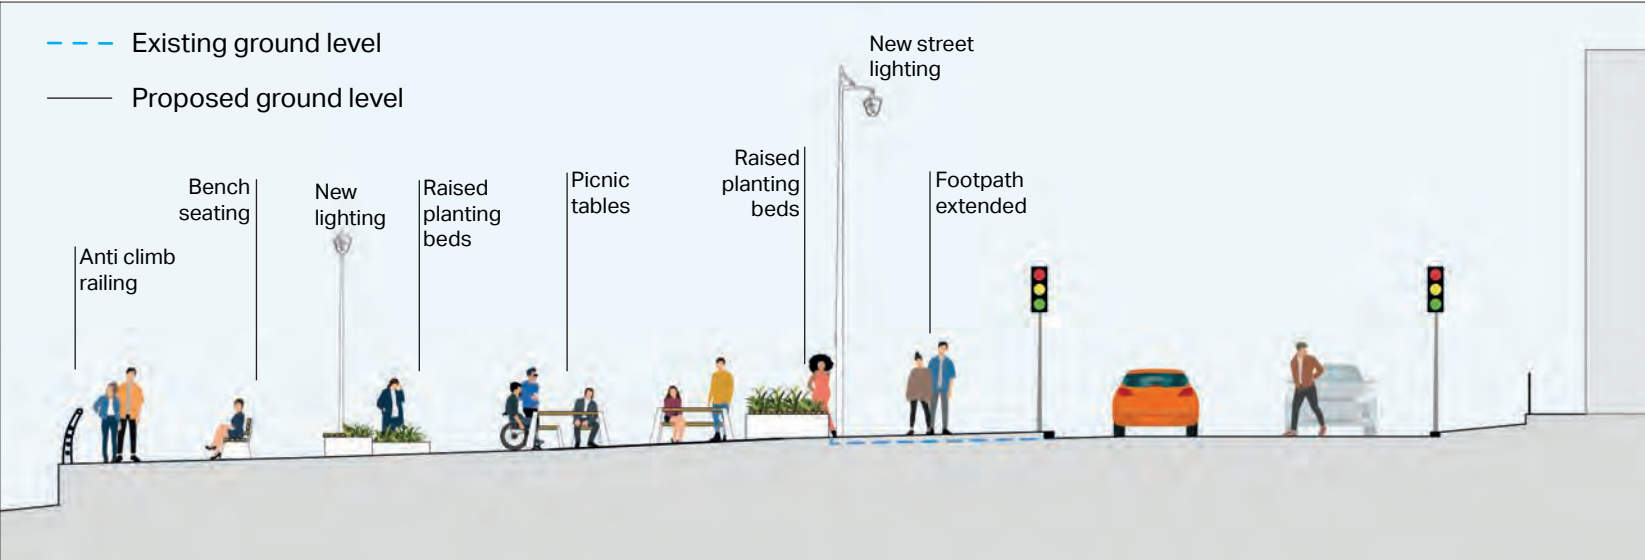 Existing ground level
Proposed ground level
New street
lighting
Raised
planting
beds
Picnic
tables
Footpath
extended
Bench
seating
New
lighting
Raised
planting
beds
Anti climb
railing